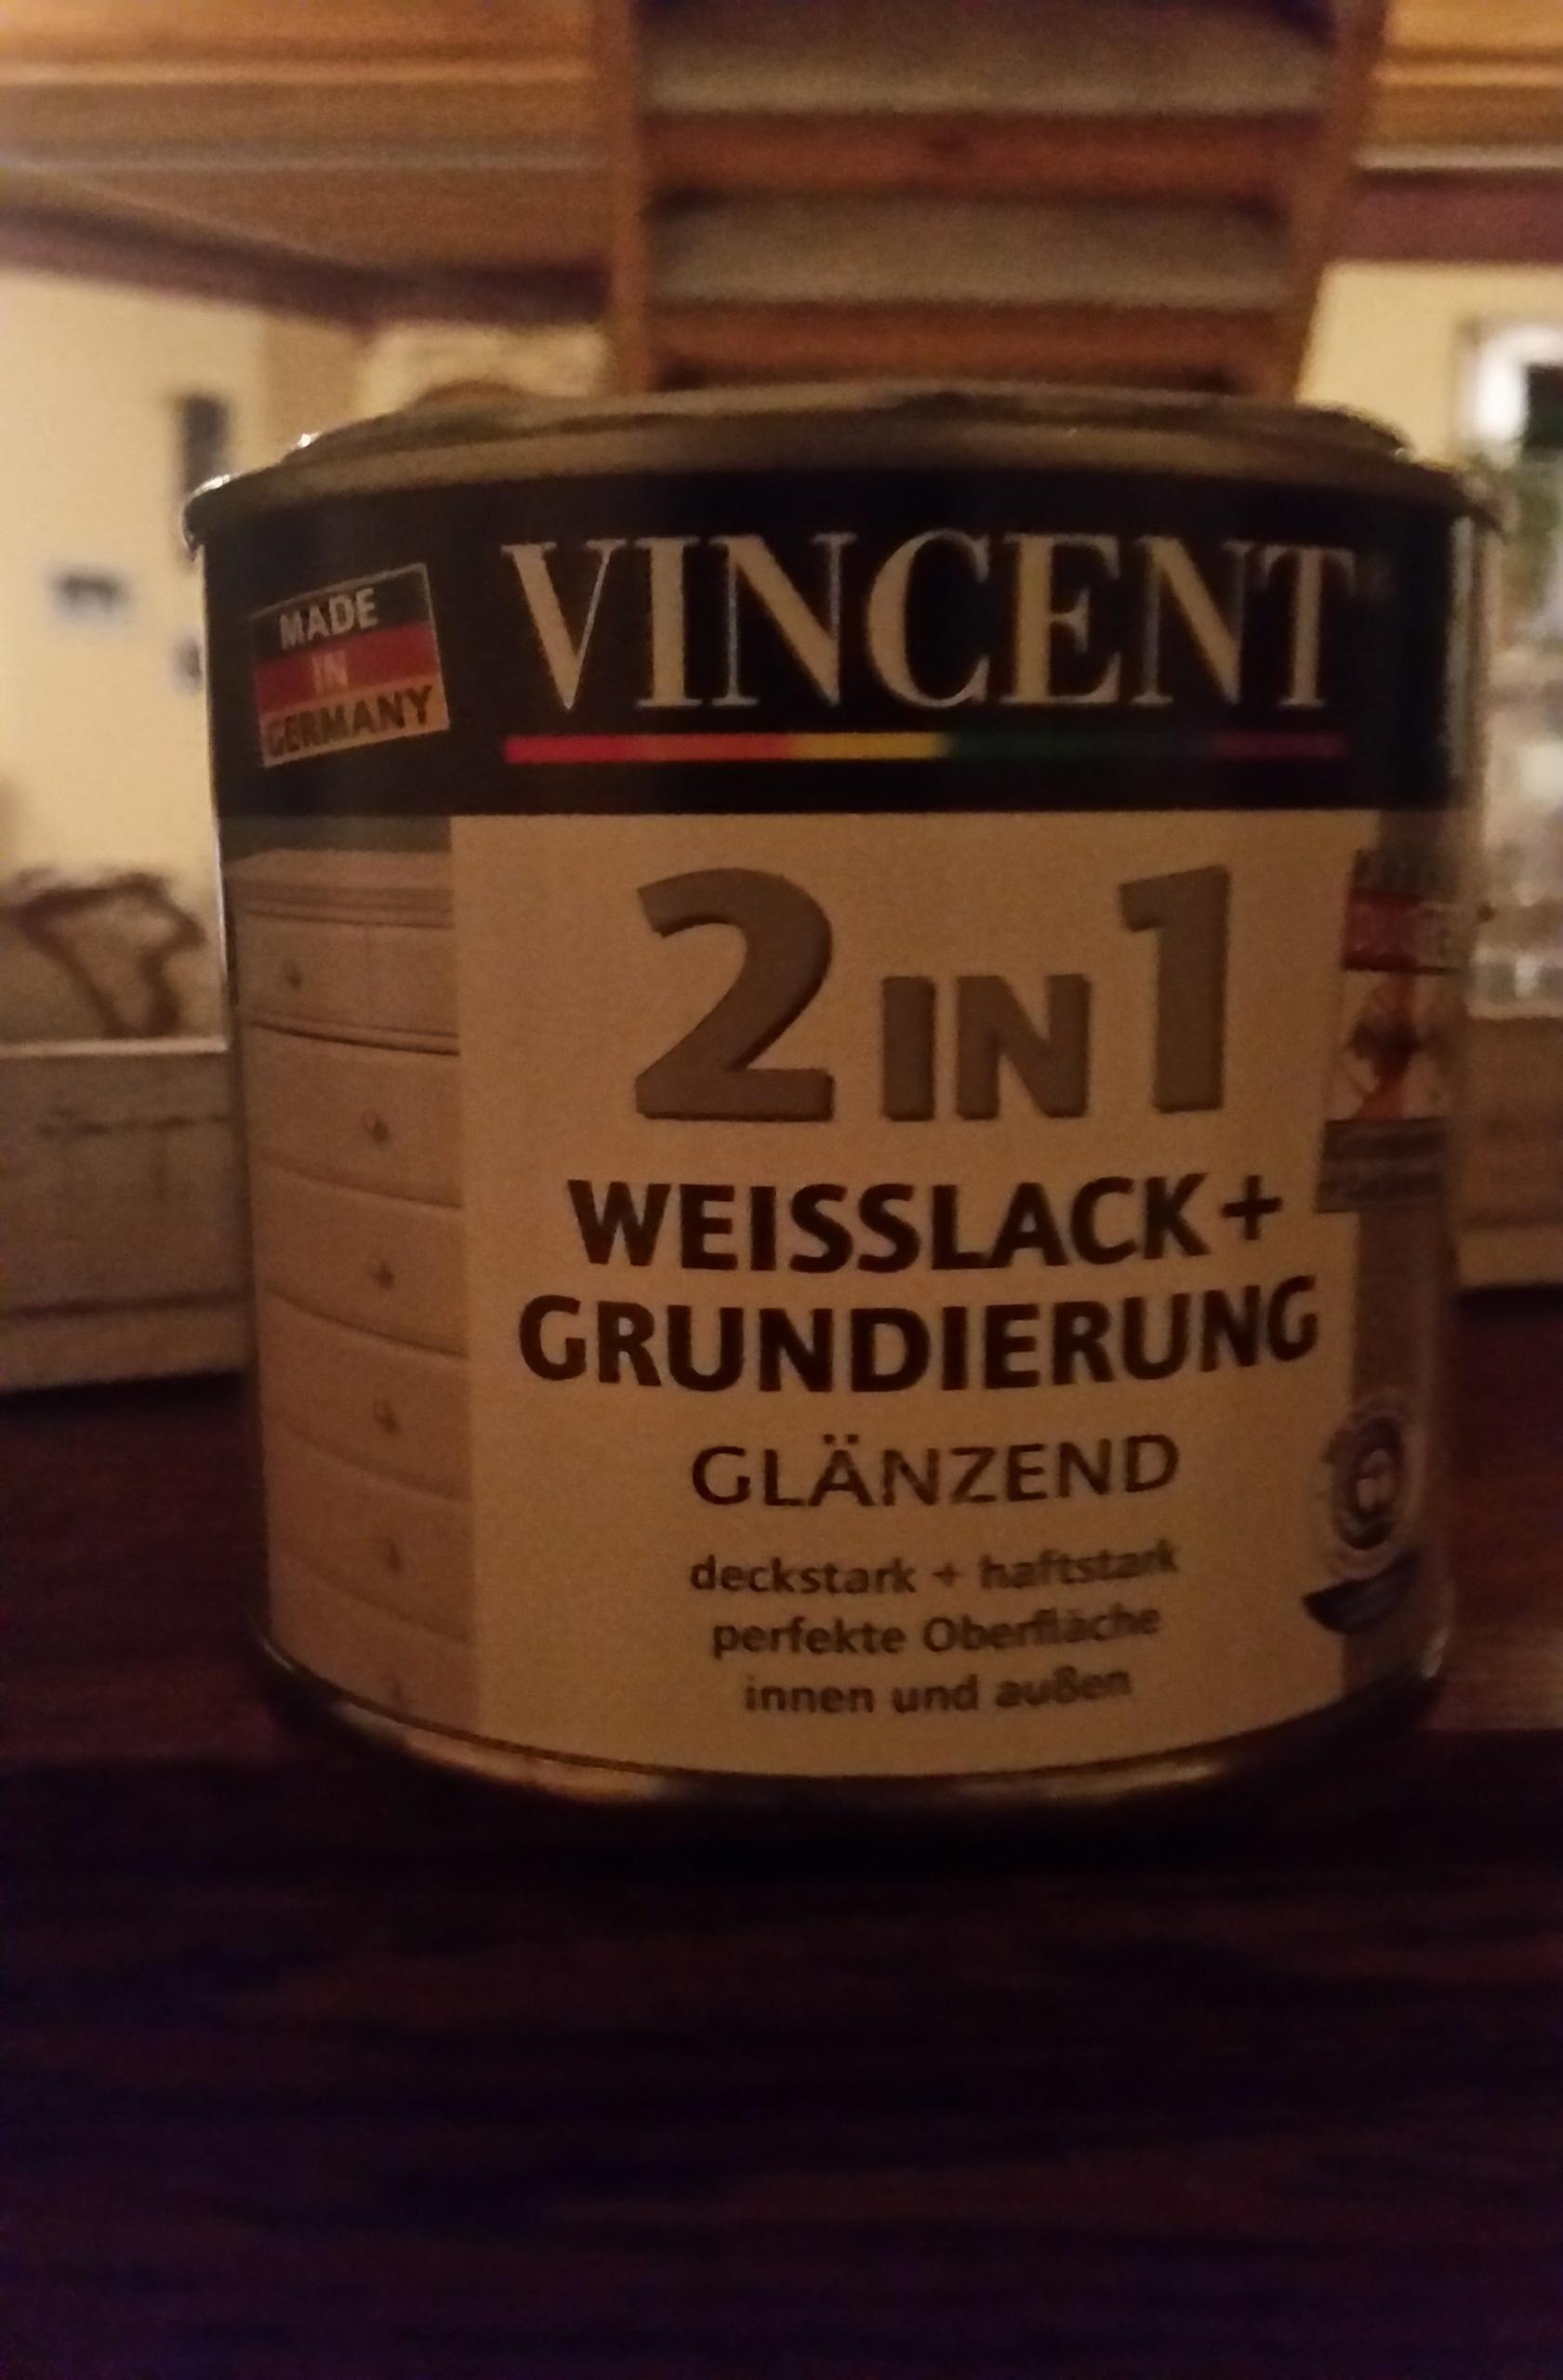 VINCENT
MADE
IN
GERMANY
2 IN 1
WEISSLACK+
GRUNDIERUNG
GLÄNZEND
deckstark + haftstark
perfekte Oberfläche
innen und außen